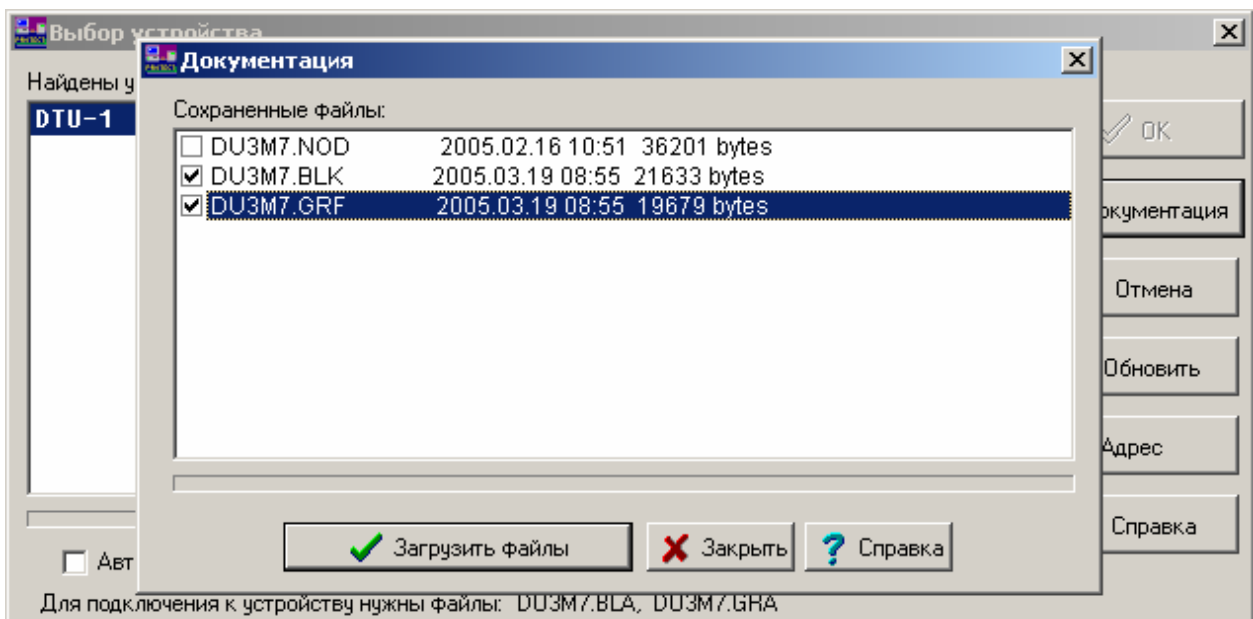 Выбор устройства
Документация
Найдены у
DTU-1
Сохраненные файлы:
DU3M7.NOD 2005.02.16 10:51 36201 bytes
DU3M7.BLK 2005.03.19 08:55 21633 bytes
DU3M7.GRF 2005.03.19 08:55 19679 bytes
OK
окументация
Отмена
Обновить
Адрес
Справка
Загрузить файлы
Закрыть
Справка
Авт
Для подключения к устройству нужны файлы: DU3M7.BLA, DU3M7.GRA